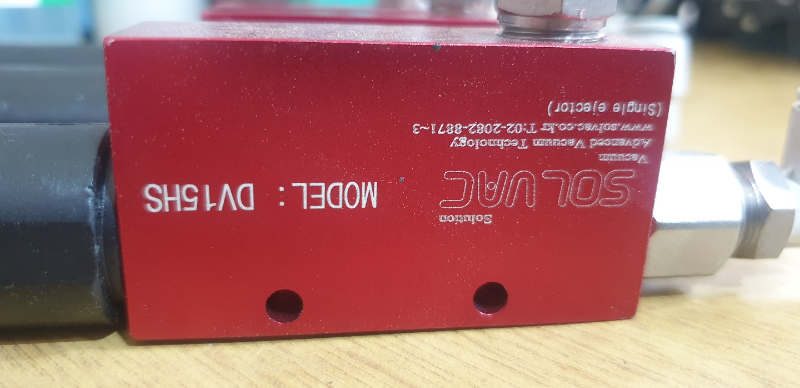 Solution
SOLVAC
Vacuum
Advanced Vacuum Technology
www.solvac.co.kr T:02-2082-8871~3
(Single ejector)
MODEL : DV15HS